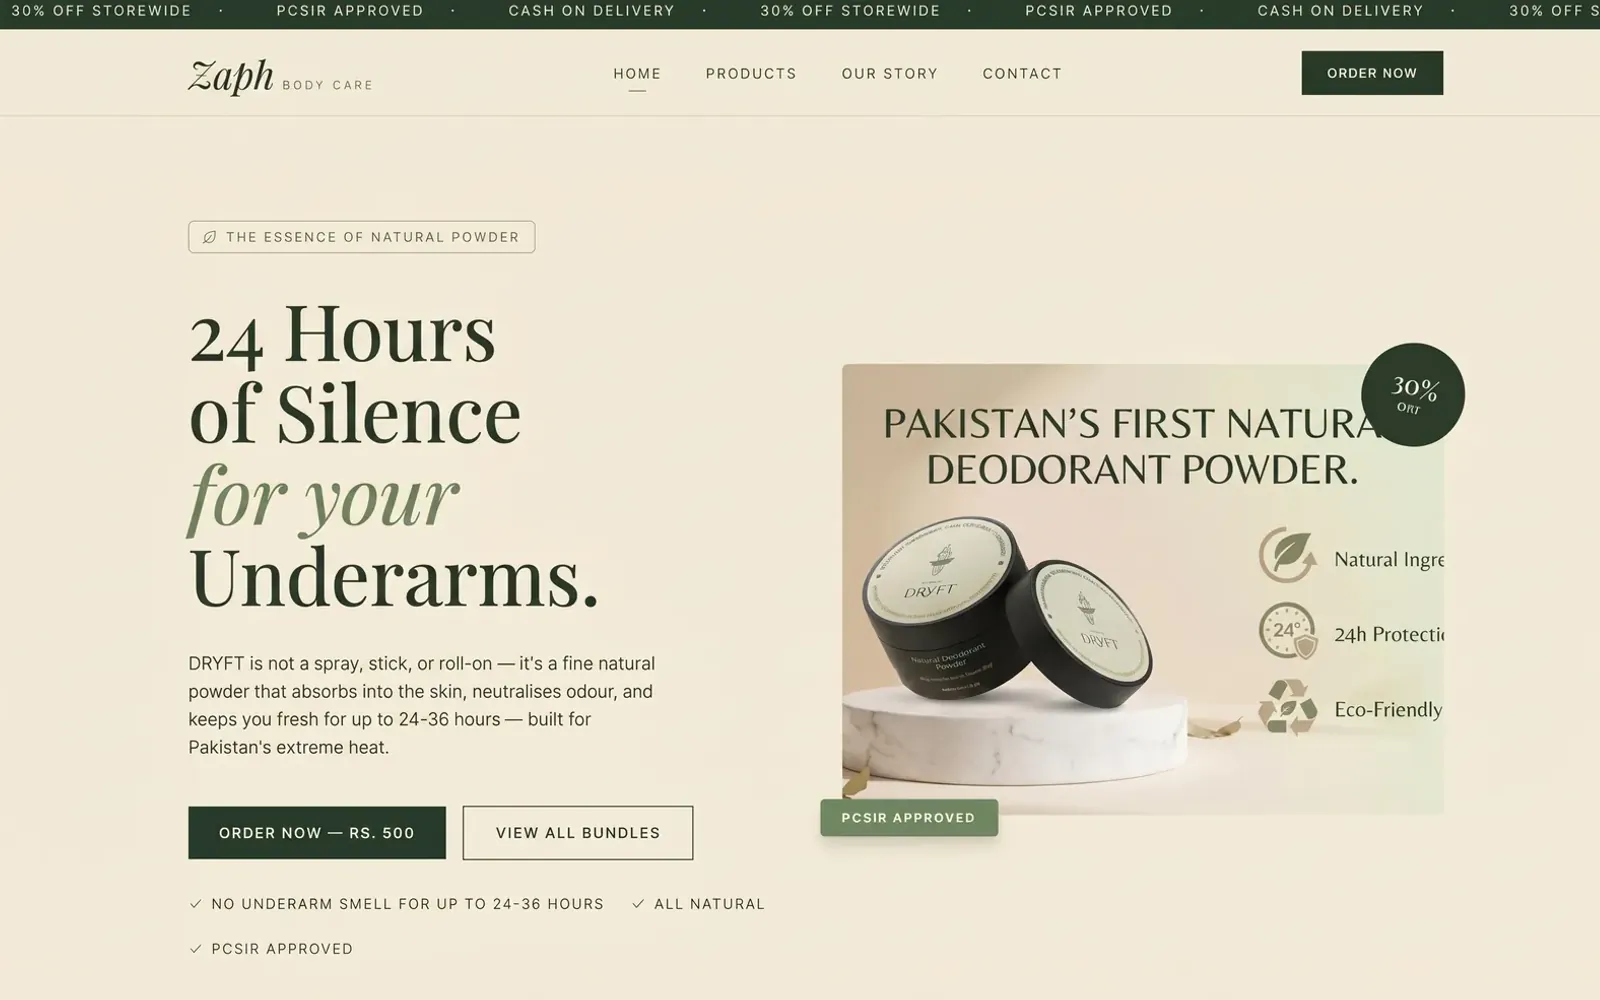 30% OFF STOREWIDE · PCSIR APPROVED · CASH ON DELIVERY · 30% OFF STOREWIDE · PCSIR APPROVED · CASH ON DELIVERY · 30% OFF S
Zaph BODY CARE
HOME PRODUCTS OUR STORY CONTACT
ORDER NOW
THE ESSENCE OF NATURAL POWDER
24 Hours
of Silence
for your
Underarms.
DRYFT is not a spray, stick, or roll-on — it's a fine natural
powder that absorbs into the skin, neutralises odour, and
keeps you fresh for up to 24-36 hours — built for
Pakistan's extreme heat.
ORDER NOW — RS. 500
VIEW ALL BUNDLES
✓ NO UNDERARM SMELL FOR UP TO 24-36 HOURS ✓ ALL NATURAL
✓ PCSIR APPROVED
30%
PAKISTAN’S FIRST NATURA
DEODORANT POWDER.
DRYFT
Natural Deodorant
Powder
DRYFT
Natural Ingre
24°
24h Protectio
Eco-Friendly
PCSIR APPROVED